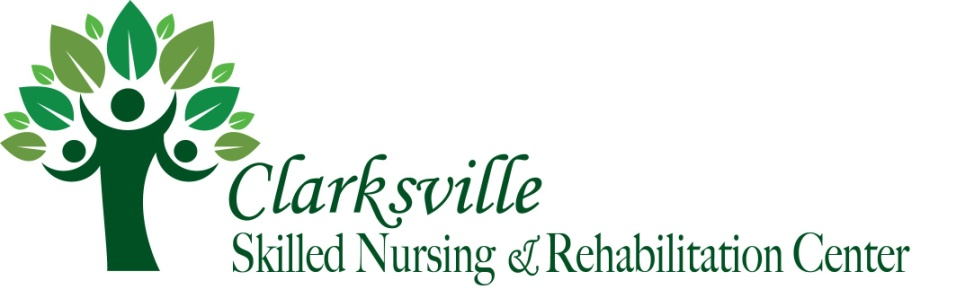 Clarksville
Skilled Nursing & Rehabilitation Center